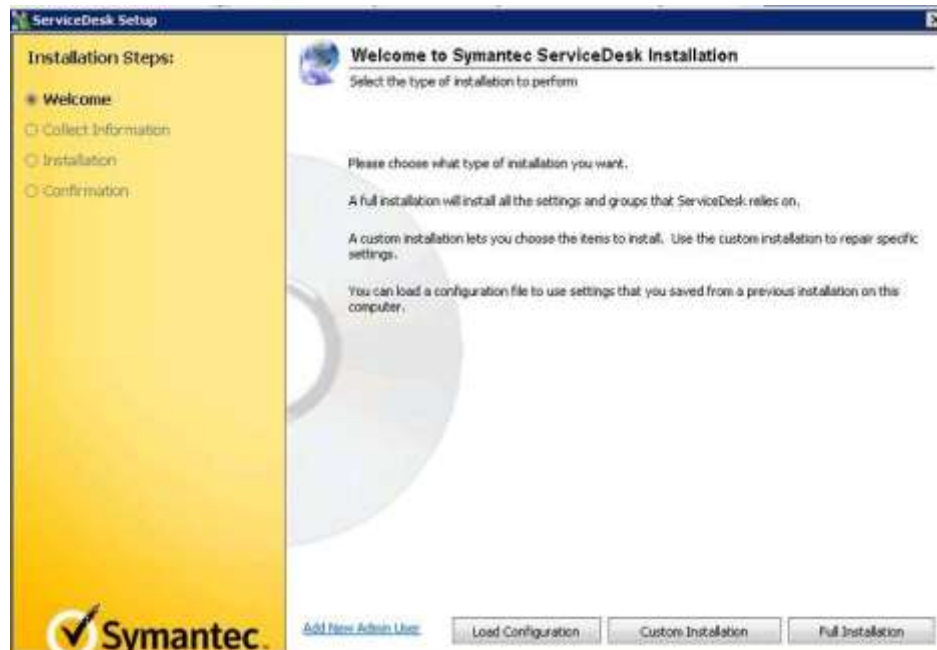 ServiceDesk Setup
Installation Steps:
Welcome
Collect Information
Installation
Confirmation
Welcome to Symantec ServiceDesk Installation
Select the type of installation to perform
Please choose what type of installation you want.
A full installation will install all the settings and groups that ServiceDesk relies on.
A custom installation lets you choose the items to install. Use the custom installation to repair specific
settings.
You can load a configuration file to use settings that you saved from a previous installation on this
computer.
Symantec.
Add New Admin User
Load Configuration
Custom Installation
Full Installation